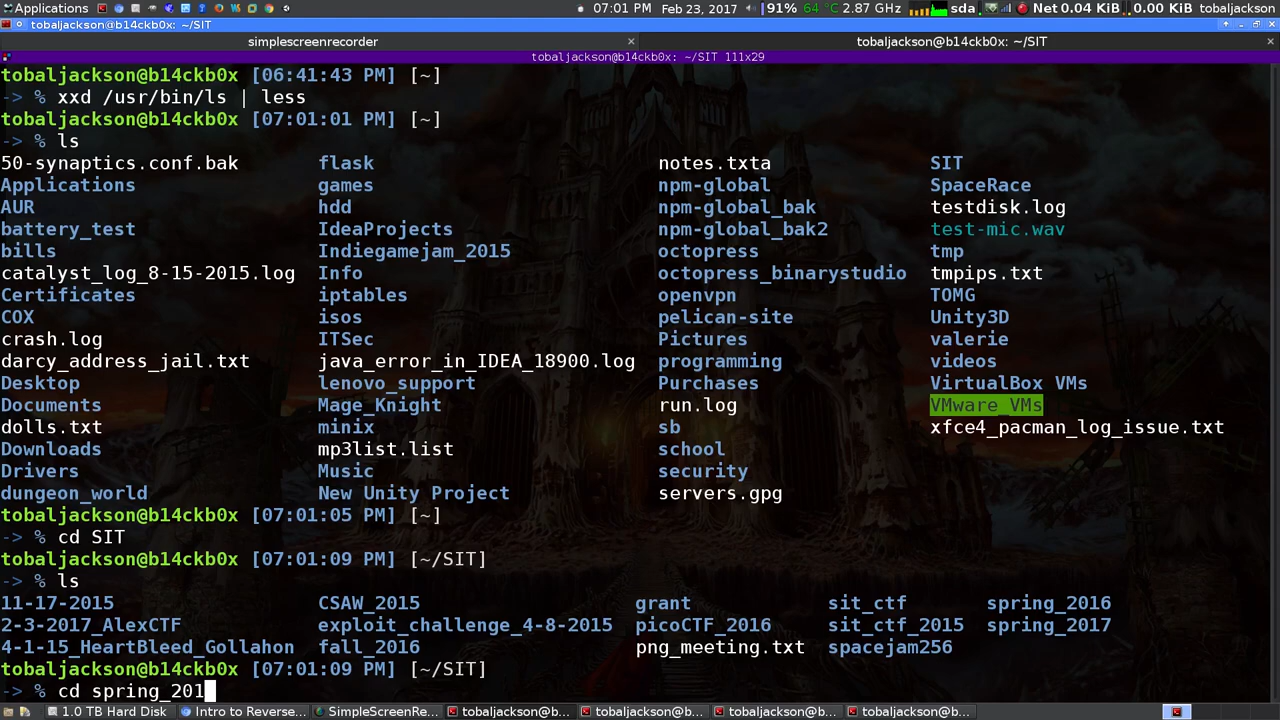 Applications 07:01 PM Feb 23, 2017 91% 64 °C 2.87 GHz sda Net 0.04 KiB 0.00 KiB tobaljackson
tobaljackson@b14ckb0x:~/SIT
simplescreenrecorder tobaljackson@b14ckb0x: ~/SIT
tobaljackson@b14ckb0x: ~/SIT 111x29
tobaljackson@b14ckb0x [06:41:43 PM] [~]
-> % xxd /usr/bin/ls | less
tobaljackson@b14ckb0x [07:01:01 PM] [~]
-> % ls
50-synaptics.conf.bak flask notes.txta SIT
Applications games npm-global SpaceRace
AUR hdd npm-global_bak testdisk.log
battery_test IdeaProjects npm-global_bak2 test-mic.wav
bills Indiegamejam_2015 octopress tmp
catalyst_log_8-15-2015.log Info octopress_binarystudio tmpips.txt
Certificates iptables openvpn TOMG
COX isos pelican-site Unity3D
crash.log ITSec Pictures valerie
darcy_address_jail.txt java_error_in_IDEA_18900.log programming videos
Desktop lenovo_support Purchases VirtualBox VMs
Documents Mage_Knight run.log VMware_VMs
dolls.txt minix sb xfce4_pacman_log_issue.txt
Downloads mp3list.list school
Drivers Music security
dungeon_world New Unity Project servers.gpg
tobaljackson@b14ckb0x [07:01:05 PM] [~]
-> % cd SIT
tobaljackson@b14ckb0x [07:01:09 PM] [~/SIT]
-> % ls
11-17-2015 CSAW_2015 grant sit_ctf spring_2016
2-3-2017_AlexCTF exploit_challenge_4-8-2015 picoCTF_2016 sit_ctf_2015 spring_2017
4-1-15_HeartBleed_Gollahon fall_2016 png_meeting.txt spacejam256
tobaljackson@b14ckb0x [07:01:09 PM] [~/SIT]
-> % cd spring_201
1.0 TB Hard Disk Intro to Reverse... SimpleScreenRe... tobaljackson@b... tobaljackson@b... tobaljackson@b... tobaljackson@b...